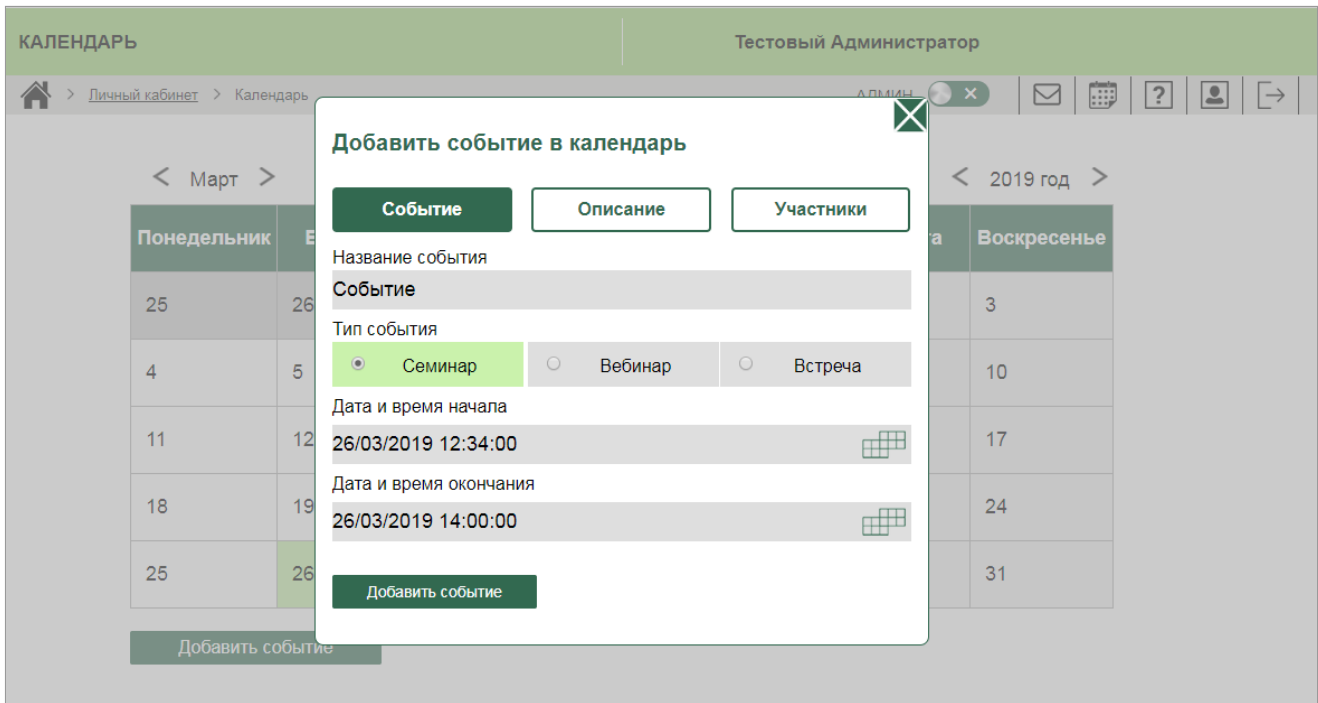 КАЛЕНДАРЬ
Тестовый Администратор
> Личный кабинет > Календарь
< Март >
< 2019 год >
Добавить событие в календарь
Событие Описание Участники
Понедельник
Воскресенье
Название события
Событие
Тип события
Семинар Вебинар Встреча
Дата и время начала
26/03/2019 12:34:00
Дата и время окончания
26/03/2019 14:00:00
Добавить событие
25 26 3
4 5 10
11 12 17
18 19 24
25 26 31
Добавить событие